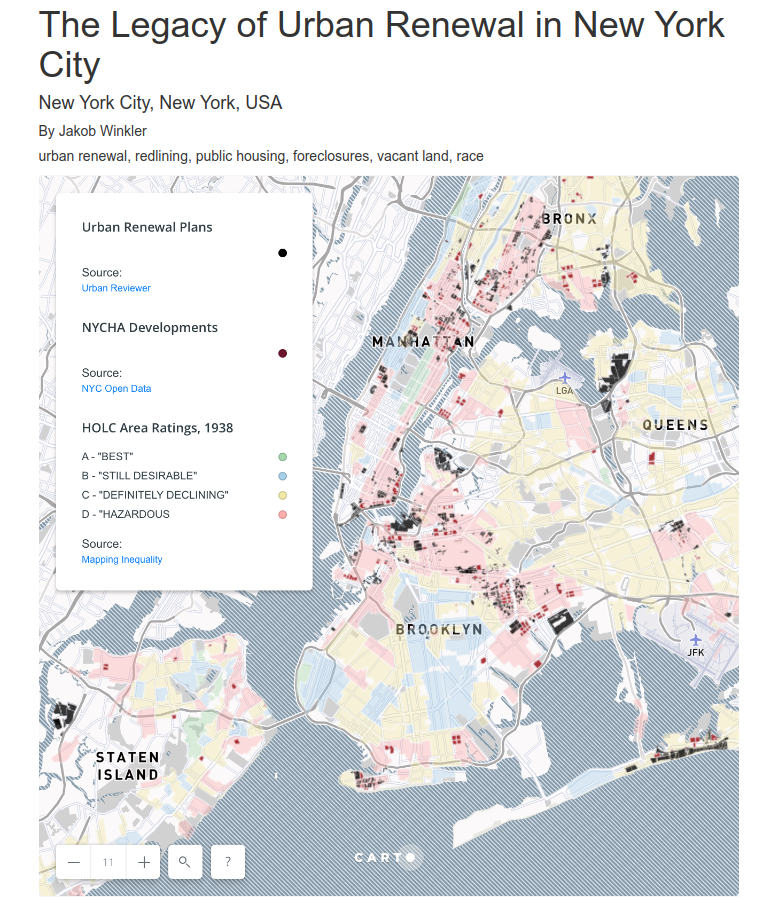 The Legacy of Urban Renewal in New York
City
New York City, New York, USA
By Jakob Winkler
urban renewal, redlining, public housing, foreclosures, vacant land, race
Urban Renewal Plans
Source:
Urban Reviewer
NYCHA Developments
Source:
NYC Open Data
HOLC Area Ratings, 1938
A - "BEST"
B - "STILL DESIRABLE"
C - "DEFINITELY DECLINING"
D - "HAZARDOUS
Source:
Mapping Inequality
BRONX
MANHATTAN
LGA
QUEENS
BROOKLYN
JFK
STATEN
ISLAND
11
?
CARTO